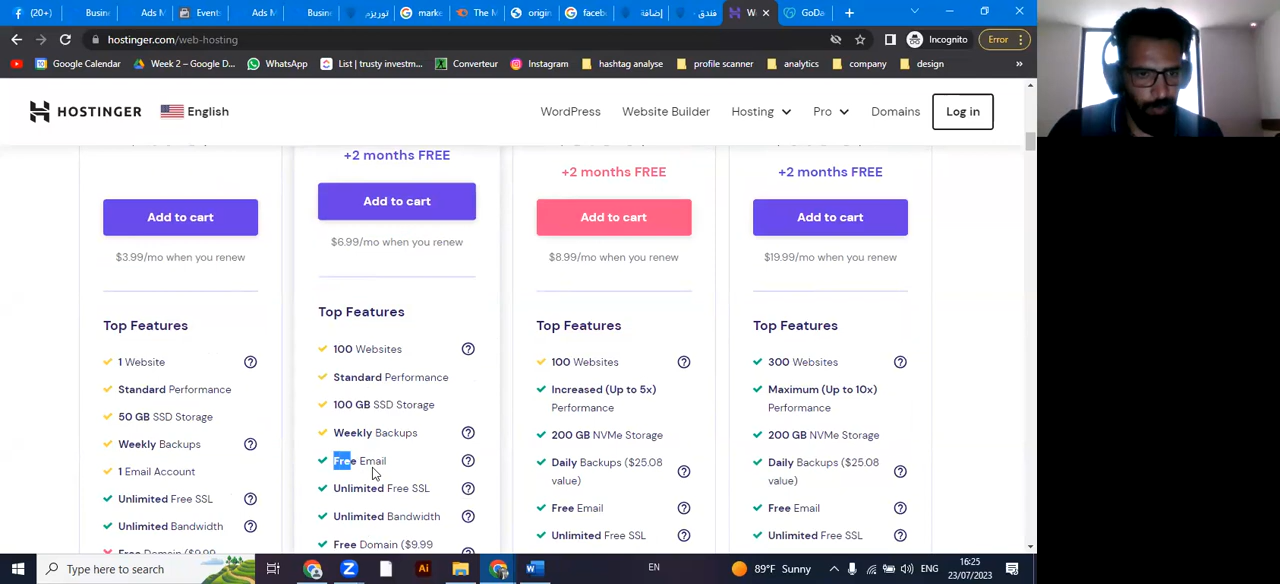 (20+)
Busine
Ads M
Events
Ads M
Busine
توريزم
marke
The M
origin
faceb
إضافة
فندق
W
GoDa
hostinger.com/web-hosting
Incognito
Error
Google Calendar
Week 2 – Google D...
WhatsApp
List | trusty investm...
Converteur
Instagram
hashtag analyse
profile scanner
analytics
company
design
»
HOSTINGER
English
WordPress
Website Builder
Hosting
Pro
Domains
Log in
+2 months FREE
+2 months FREE
+2 months FREE
Add to cart
Add to cart
Add to cart
Add to cart
$3.99/mo when you renew
$6.99/mo when you renew
$8.99/mo when you renew
$19.99/mo when you renew
Top Features
1 Website
Standard Performance
50 GB SSD Storage
Weekly Backups
1 Email Account
Unlimited Free SSL
Unlimited Bandwidth
Free Domain ($9.99
Top Features
100 Websites
Standard Performance
100 GB SSD Storage
Weekly Backups
Free Email
Unlimited Free SSL
Unlimited Bandwidth
Free Domain ($9.99
Top Features
100 Websites
Increased (Up to 5x)
Performance
200 GB NVMe Storage
Daily Backups ($25.08
value)
Free Email
Unlimited Free SSL
Top Features
300 Websites
Maximum (Up to 10x)
Performance
200 GB NVMe Storage
Daily Backups ($25.08
value)
Free Email
Unlimited Free SSL
Type here to search
EN
89°F Sunny
ENG
16:25
23/07/2023